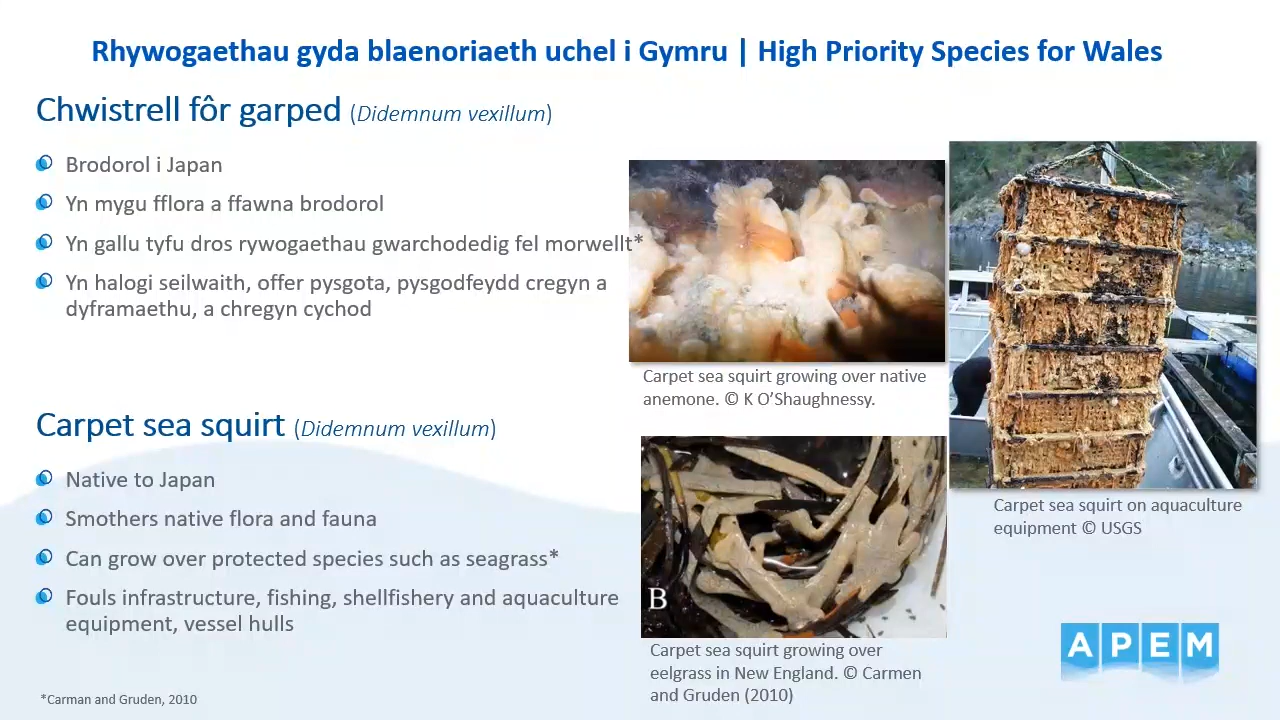 Rhywogaethau gyda blaenoriaeth uchel i Gymru | High Priority Species for Wales
Chwistrell fôr garped (Didemnum vexillum)
Brodorol i Japan
Yn mygu fflora a ffawna brodorol
Yn gallu tyfu dros rywogaethau gwarchodedig fel morwellt*
Yn halogi seilwaith, offer pysgota, pysgodfeydd cregyn a
dyframaethu, a chregyn cychod
Carpet sea squirt growing over native
anemone. © K O’Shaughnessy.
Carpet sea squirt (Didemnum vexillum)
Native to Japan
Smothers native flora and fauna
Can grow over protected species such as seagrass*
Fouls infrastructure, fishing, shellfishery and aquaculture
equipment, vessel hulls
B
Carpet sea squirt growing over
eelgrass in New England. © Carmen
and Gruden (2010)
Carpet sea squirt on aquaculture
equipment © USGS
APEM
*Carman and Gruden, 2010